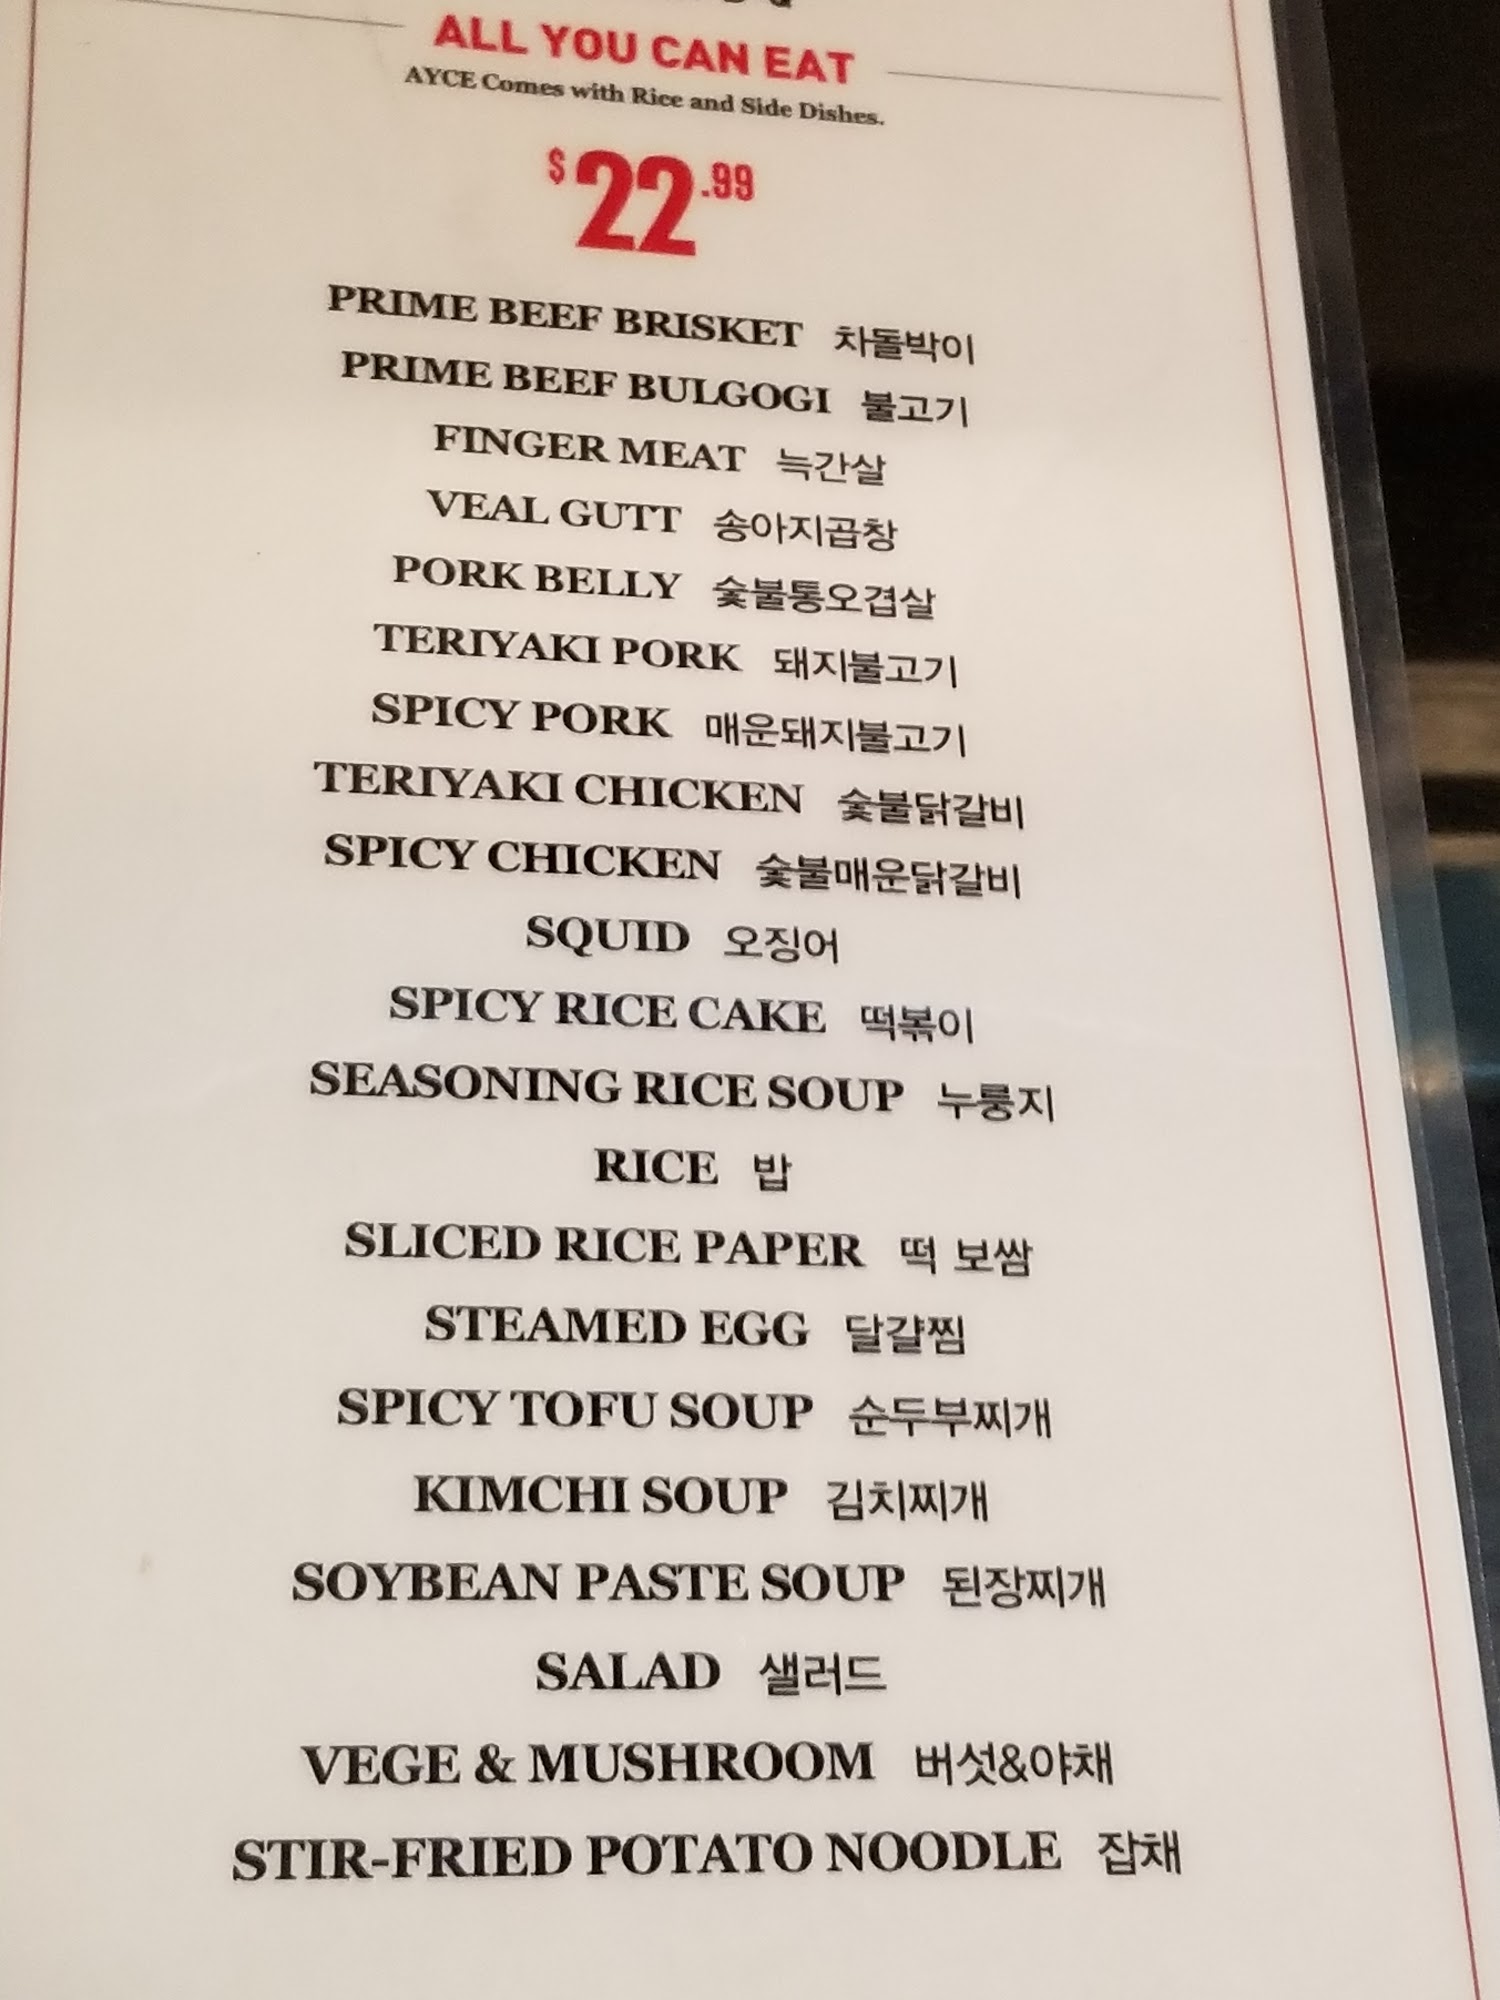 ALL YOU CAN EAT
AYCE Comes with Rice and Side Dishes.
$22.99
PRIME BEEF BRISKET 차돌박이
PRIME BEEF BULGOGI 불고기
FINGER MEAT 늑간살
VEAL GUTT 송아지곱창
PORK BELLY 숯불통오겹살
TERIYAKI PORK 돼지불고기
SPICY PORK 매운돼지불고기
TERIYAKI CHICKEN 숯불닭갈비
SPICY CHICKEN 숯불매운닭갈비
SQUID 오징어
SPICY RICE CAKE 떡볶이
SEASONING RICE SOUP 누룽지
RICE 밥
SLICED RICE PAPER 떡 보쌈
STEAMED EGG 달걀찜
SPICY TOFU SOUP 순두부찌개
KIMCHI SOUP 김치찌개
SOYBEAN PASTE SOUP 된장찌개
SALAD 샐러드
VEGE & MUSHROOM 버섯&야채
STIR-FRIED POTATO NOODLE 잡채